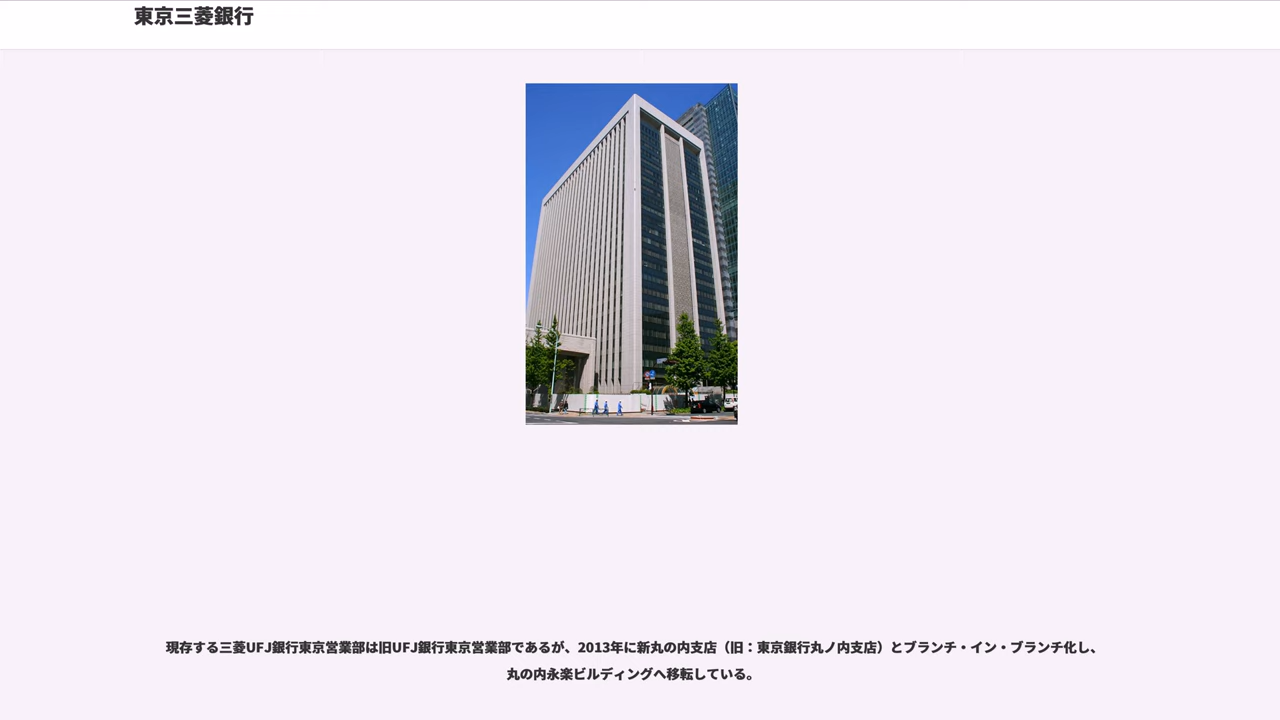 東京三菱銀行
現存する三菱UFJ銀行東京営業部は旧UFJ銀行東京営業部であるが、2013年に新丸の内支店（旧：東京銀行丸ノ内支店）とブランチ・イン・ブランチ化し、
丸の内永楽ビルディングへ移転している。